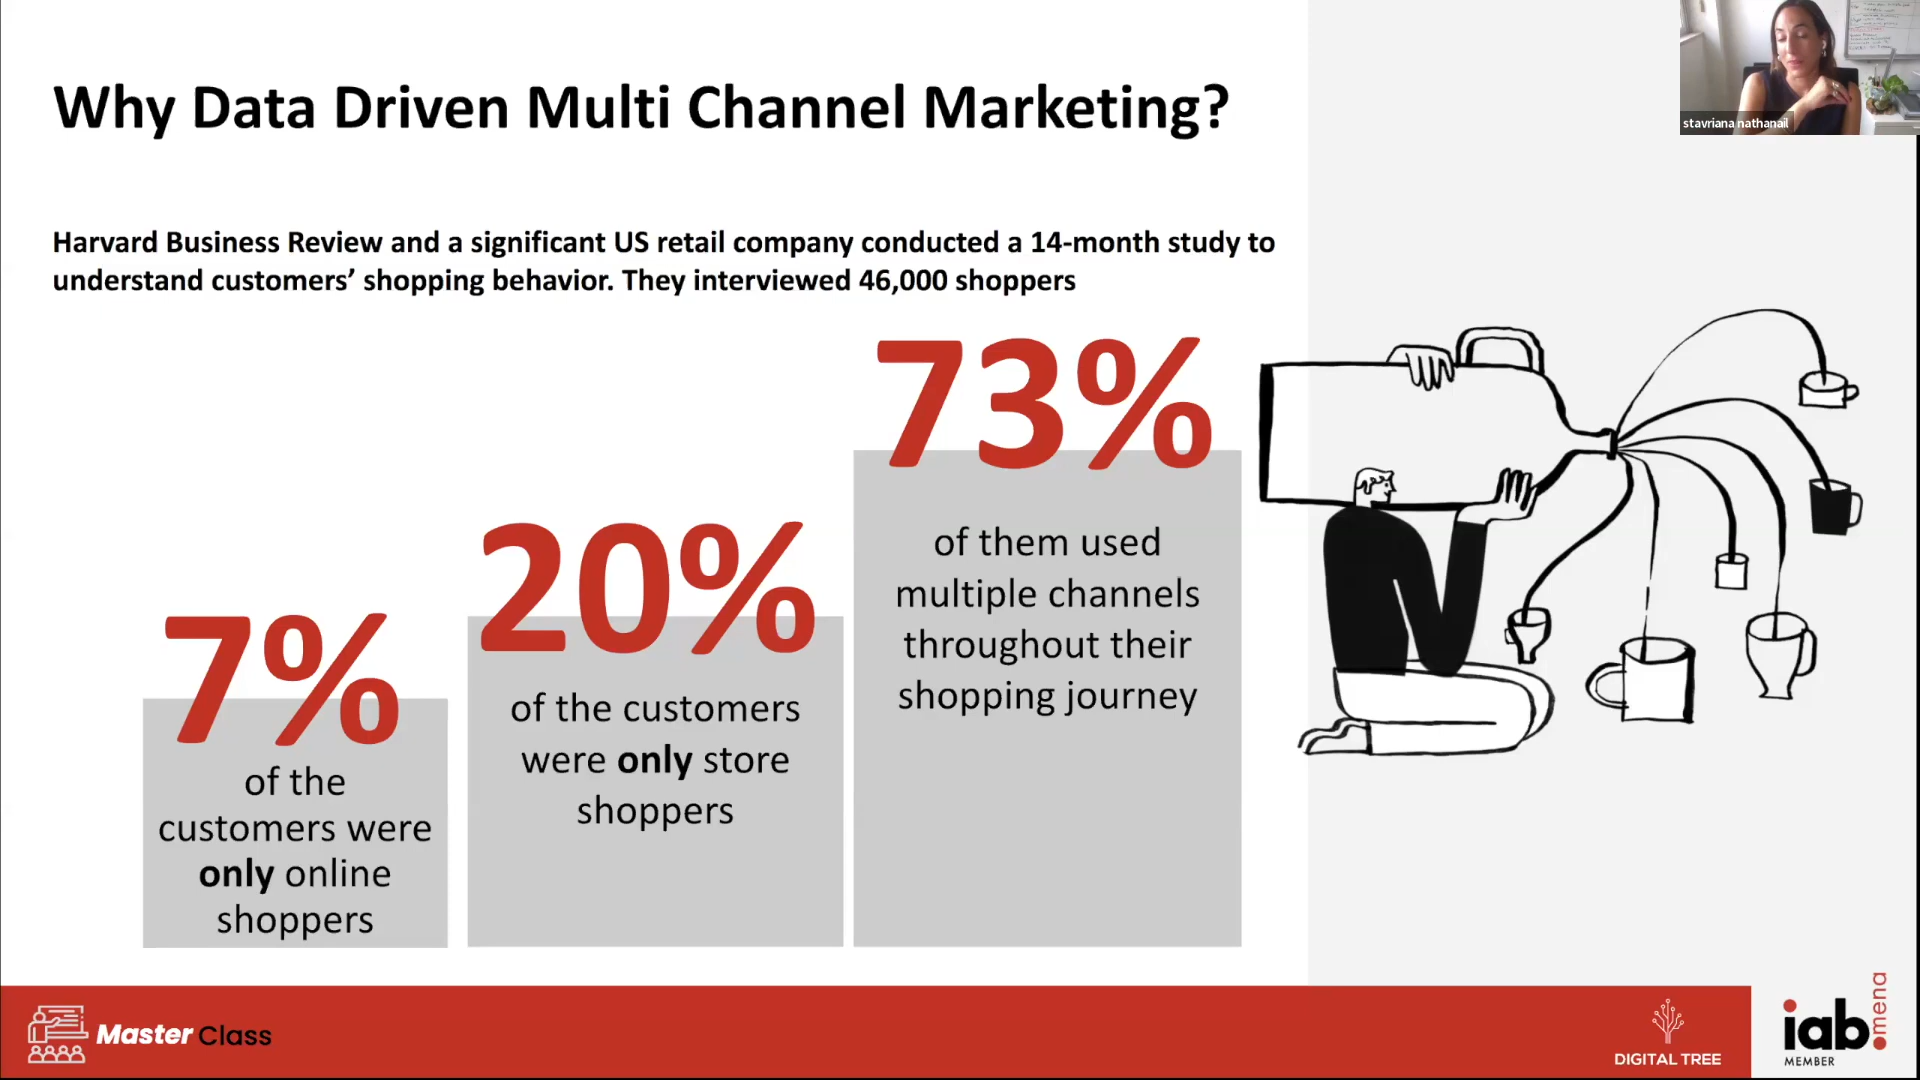 Why Data Driven Multi Channel Marketing?
stavriana nathanail
Harvard Business Review and a significant US retail company conducted a 14-month study to
understand customers’ shopping behavior. They interviewed 46,000 shoppers
7%
of the
customers were
only online
shoppers
20%
of the customers
were only store
shoppers
73%
of them used
multiple channels
throughout their
shopping journey
Master Class
DIGITAL TREE
iab
mena
MEMBER